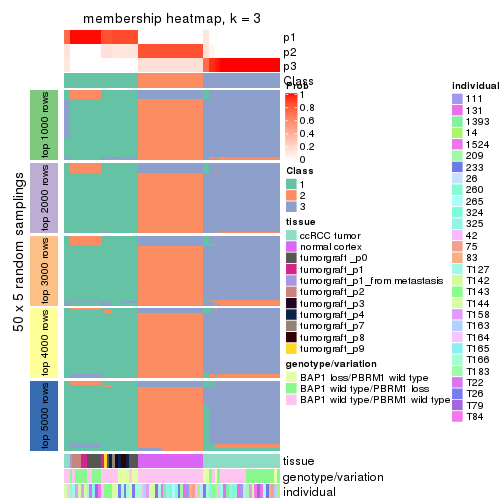 membership heatmap, k = 3
p1
p2
p3
Class
50 x 5 random samplings
top 1000 rows
top 2000 rows
top 3000 rows
top 4000 rows
top 5000 rows
tissue
genotype/variation
individual
Prob
1
0.8
0.6
0.4
0.2
0
Class
1
2
3
tissue
ccRCC tumor
normal cortex
tumorgraft _p0
tumorgraft_p1
tumorgraft_p1_from metastasis
tumorgraft_p2
tumorgraft_p3
tumorgraft_p4
tumorgraft_p7
tumorgraft_p8
tumorgraft_p9
genotype/variation
BAP1 loss/PBRM1 wild type
BAP1 wild type/PBRM1 loss
BAP1 wild type/PBRM1 wild type
individual
111
131
1393
14
1524
209
233
26
260
265
324
325
42
75
83
T127
T142
T143
T144
T158
T163
T164
T165
T166
T183
T22
T26
T79
T84